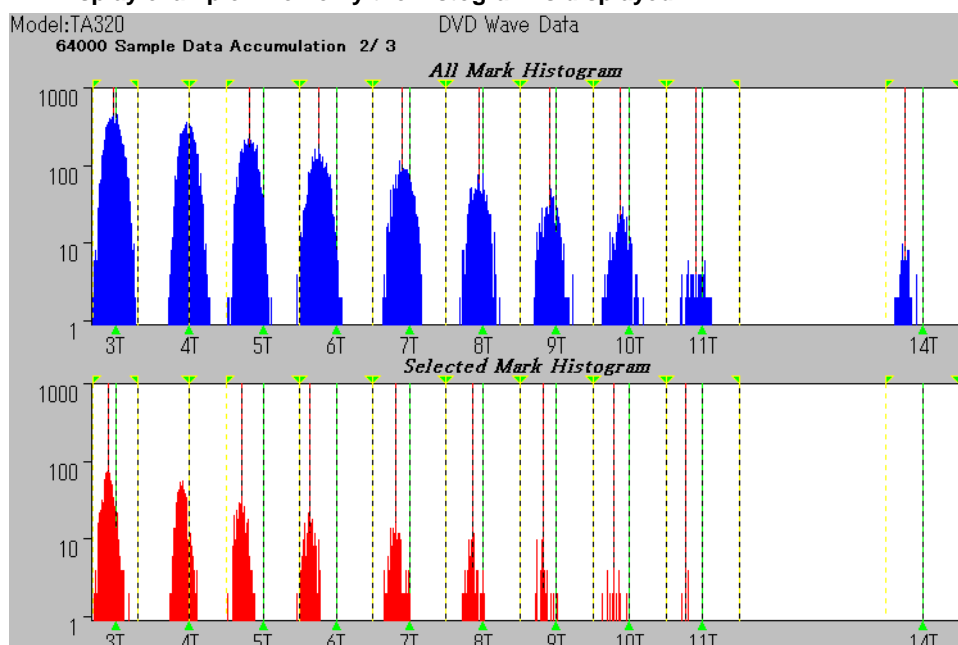 Model:TA320 DVD Wave Data
64000 Sample Data Accumulation 2/ 3
All Mark Histogram
1000
100
10
1
3T 4T 5T 6T 7T 8T 9T 10T 11T 14T
Selected Mark Histogram
1000
100
10
1
3T 4T 5T 6T 7T 8T 9T 10T 11T 14T